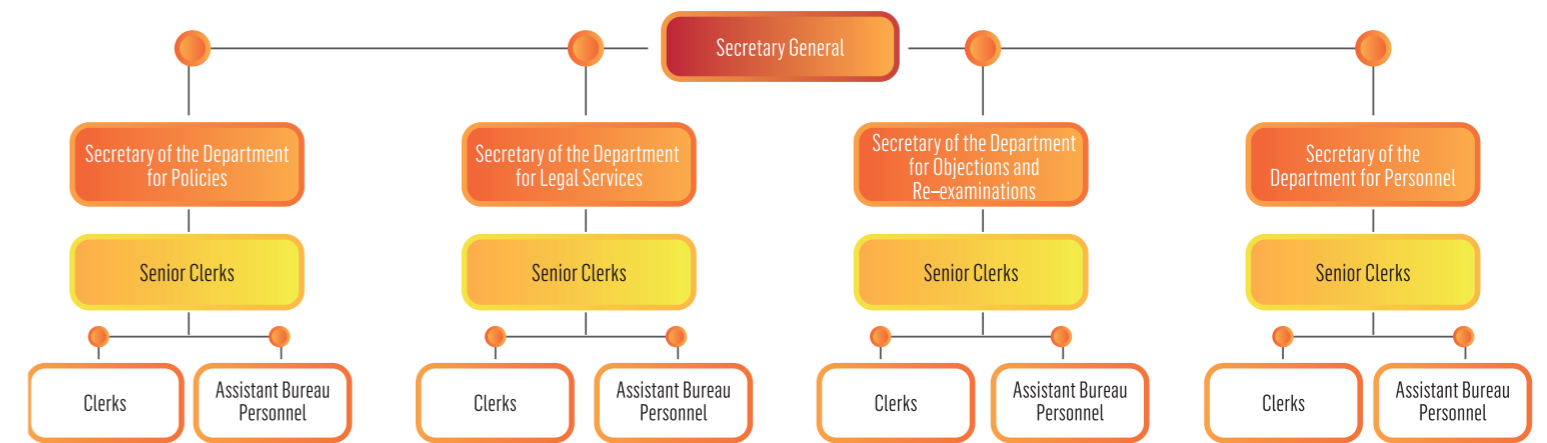 Secretary General
Secretary of the Department
for Policies
Secretary of the Department
for Legal Services
Secretary of the Department
for Objections and
Re–examinations
Secretary of the
Department for Personnel
Senior Clerks
Senior Clerks
Senior Clerks
Senior Clerks
Clerks
Assistant Bureau
Personnel
Clerks
Assistant Bureau
Personnel
Clerks
Assistant Bureau
Personnel
Clerks
Assistant Bureau
Personnel